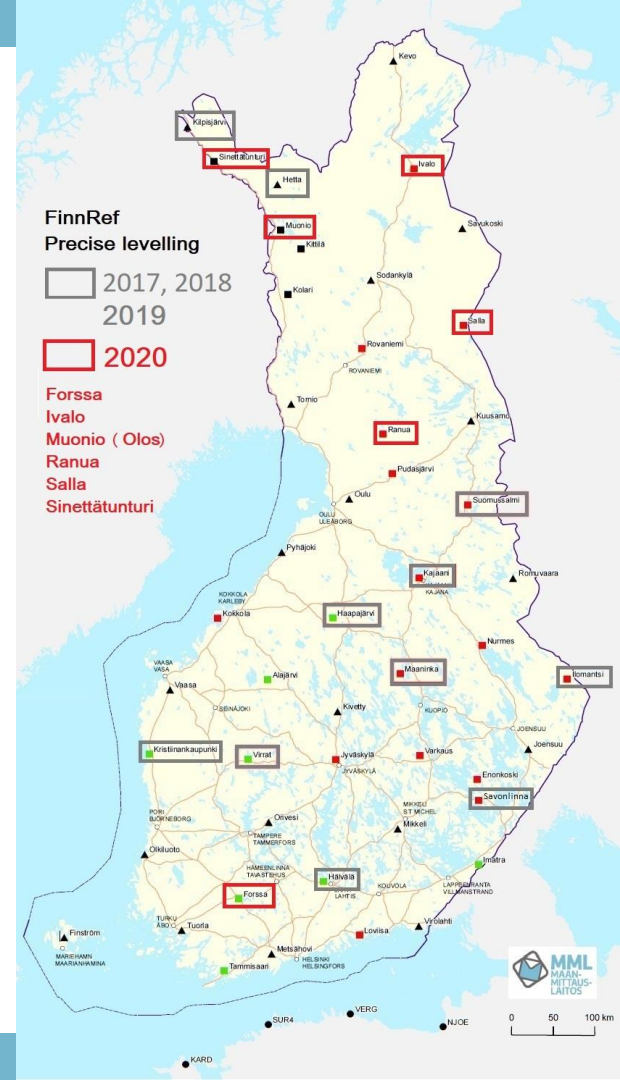 Kevo
Kilpisjärvi
Sinettätunturi
Ivalo
Hetta
FinnRef
Precise levelling
Muonio
Savukoski
Kittilä
2017, 2018
2019
Sodankylä
Kolari
Salla
2020
Rovaniemi
ROVANIEMI
Forssa
Ivalo
Muonio ( Olos)
Ranua
Salla
Sinettätunturi
Tornio
Kuusamo
Ranua
Pudasjärvi
Oulu
Suomussalmi
OULU
ULEÅBORG
Pyhäjoki
Kajaani
KAJANA
Romuvaara
KOKKOLA
KARLEBY
Kokkola
Haapajärvi
Nurmes
VAASA
VASA
Alajärvi
Maaninka
Ilomantsi
Vaasa
SEINÄJOKI
Kivetty
KUOPIO
JOENSUU
Kristiinankaupunki
Virrat
Jyväskylä
JYVÄSKYLÄ
Varkaus
Joensuu
Enonkoski
Savonlinna
PORI
BJÖRNEBORG
Orivesi
MIKKELI
ST MICHEL
Mikkeli
TAMPERE
TAMMERFORS
Olkiluoto
Imatra
HÄMEENLINNA
TAVASTEHUS
Hälvälä
LAHTIS
KOUVOLA
LAPPEENRANTA
VILLMANSTRAND
Forssa
TURKU
ÅBO
Tuorla
Virolahti
Loviisa
Finström
MARIEHAMN
MAARIANHAMINA
Metsähovi
HELSINKI
HELSINGFORS
Tammisaari
MML
MAAN-
MITTAUS-
LAITOS
0 50 100 km
VERG
SUR4
NJOE
KARD